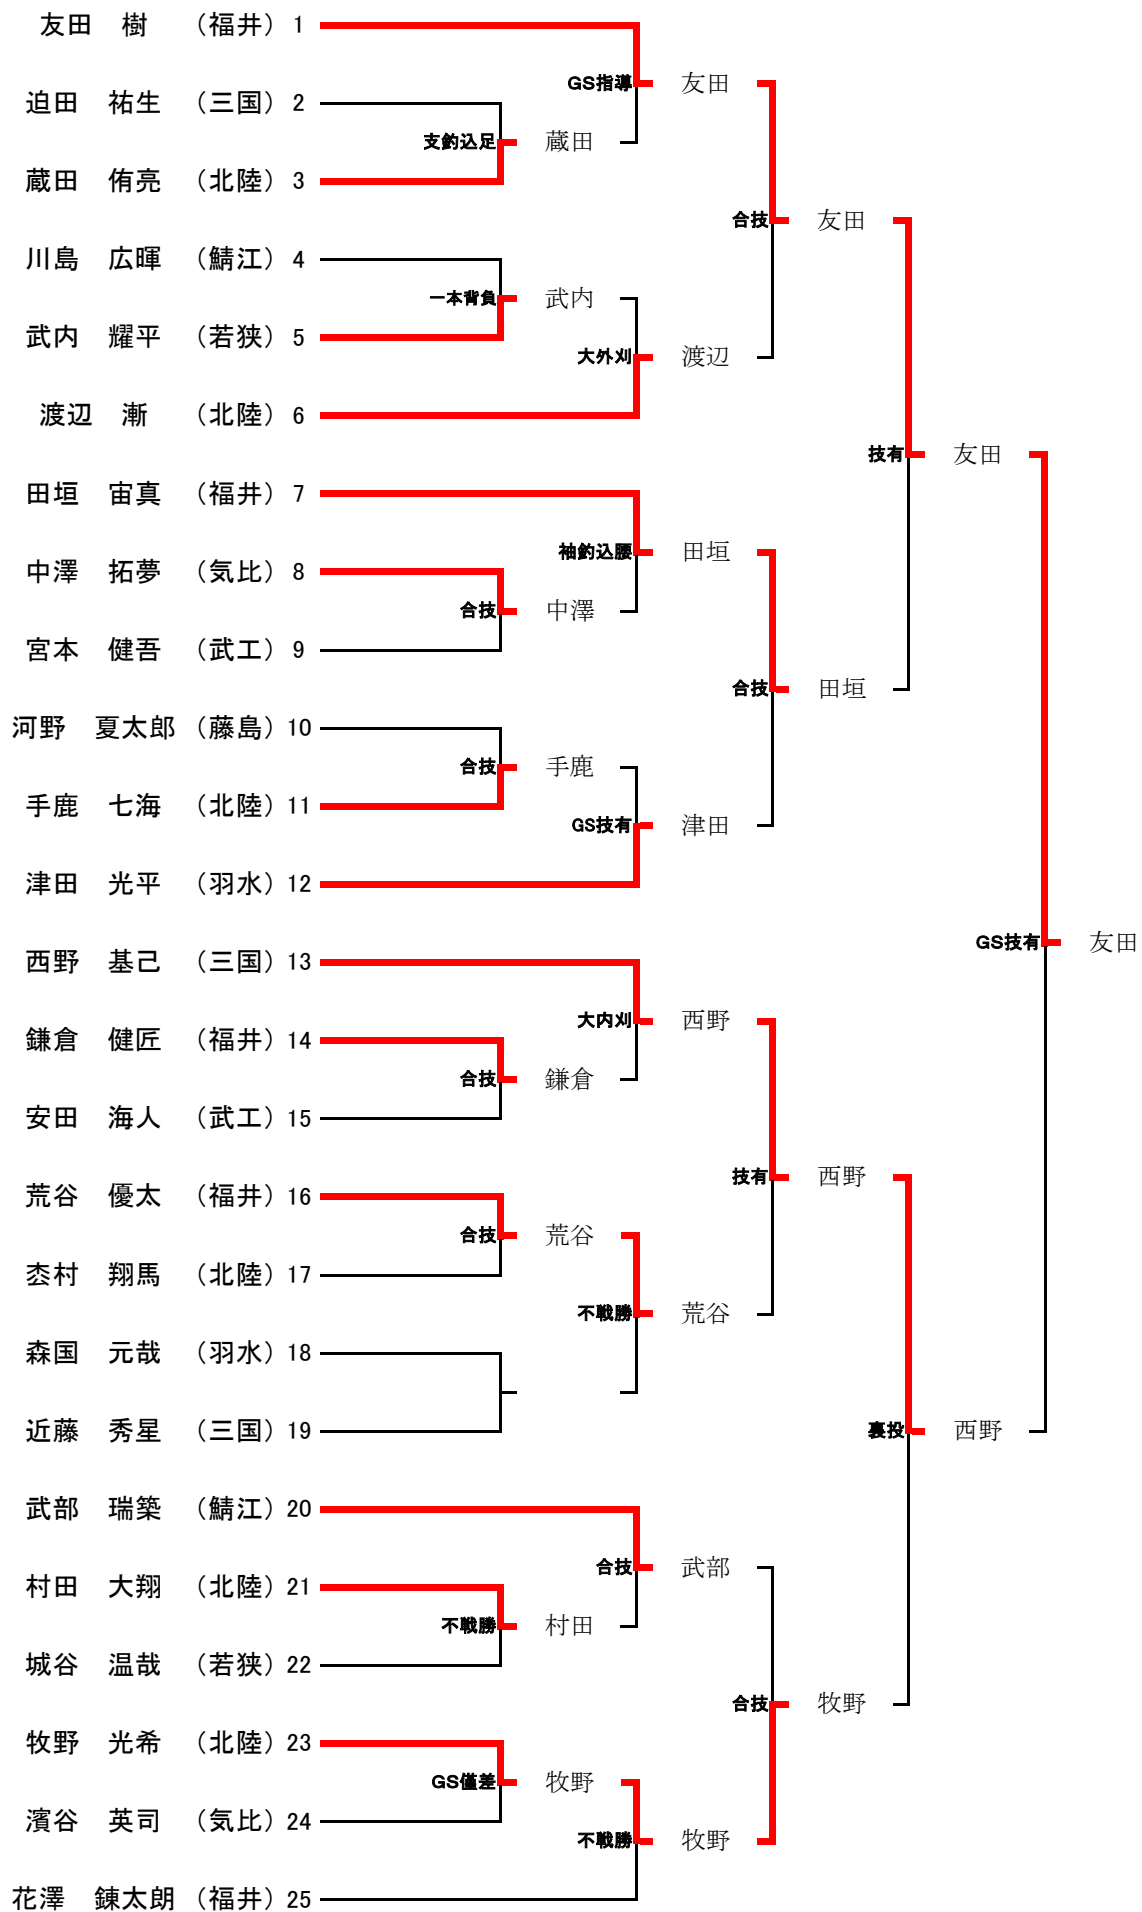 友田　樹　（福井） 1
GS指導 友田
迫田　祐生　（三国） 2
支釣込足 蔵田
蔵田　侑亮　（北陸） 3
合技 友田
川島　広暉　（鯖江） 4
一本背負 武内
武内　耀平　（若狭） 5
大外刈 渡辺
渡辺　漸　（北陸） 6
技有 友田
田垣　宙真　（福井） 7
袖釣込腰 田垣
中澤　拓夢　（気比） 8
合技 中澤
宮本　健吾　（武工） 9
合技 田垣
河野　夏太郎　（藤島） 10
合技 手鹿
手鹿　七海　（北陸） 11
GS技有 津田
津田　光平　（羽水） 12
GS技有 友田
西野　基己　（三国） 13
大内刈 西野
鎌倉　健匠　（福井） 14
合技 鎌倉
安田　海人　（武工） 15
技有 西野
荒谷　優太　（福井） 16
合技 荒谷
枩村　翔馬　（北陸） 17
不戦勝 荒谷
森国　元哉　（羽水） 18
近藤　秀星　（三国） 19
裏投 西野
武部　瑞築　（鯖江） 20
合技 武部
村田　大翔　（北陸） 21
不戦勝 村田
城谷　温哉　（若狭） 22
合技 牧野
牧野　光希　（北陸） 23
GS僅差 牧野
濱谷　英司　（気比） 24
不戦勝 牧野
花澤　錬太朗　（福井） 25